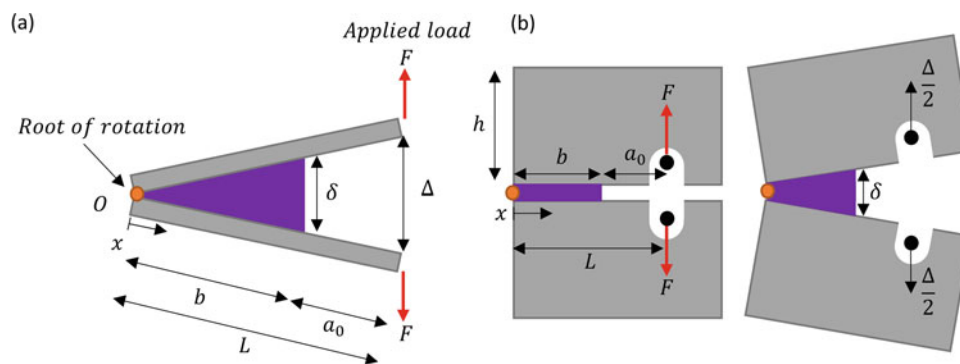 (a)
Applied load
F
Root of rotation
O
δ
Δ
x
b
a₀
L
F
(b)
h
F
b
a₀
x
L
F
Δ/2
δ
Δ/2